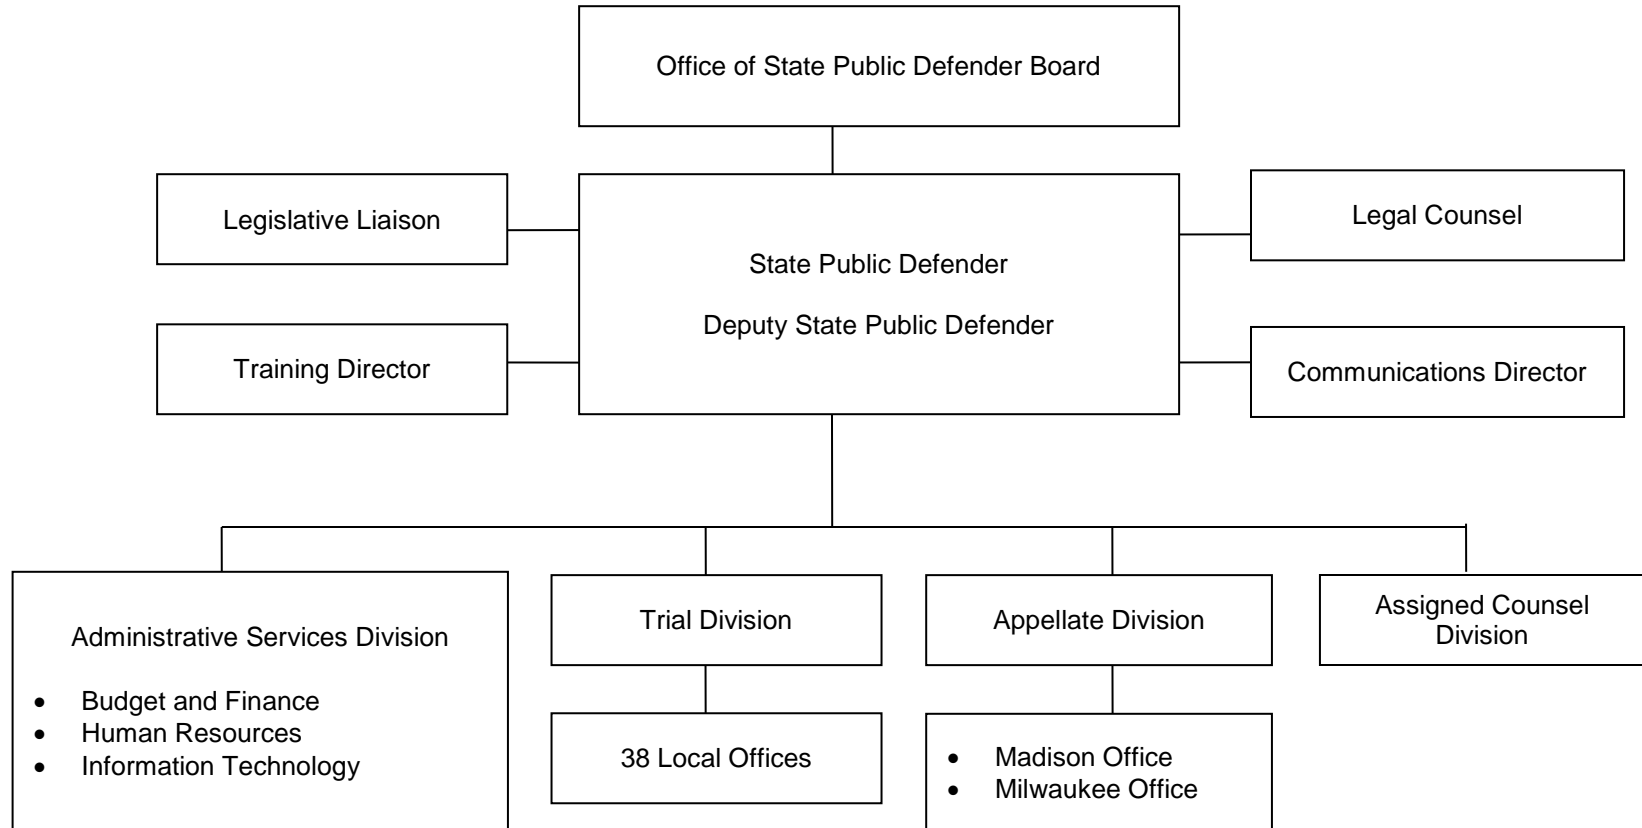 Office of State Public Defender Board
Legislative Liaison
Legal Counsel
State Public Defender
Deputy State Public Defender
Training Director
Communications Director
Administrative Services Division
• Budget and Finance
• Human Resources
• Information Technology
Trial Division
38 Local Offices
Appellate Division
• Madison Office
• Milwaukee Office
Assigned Counsel
Division